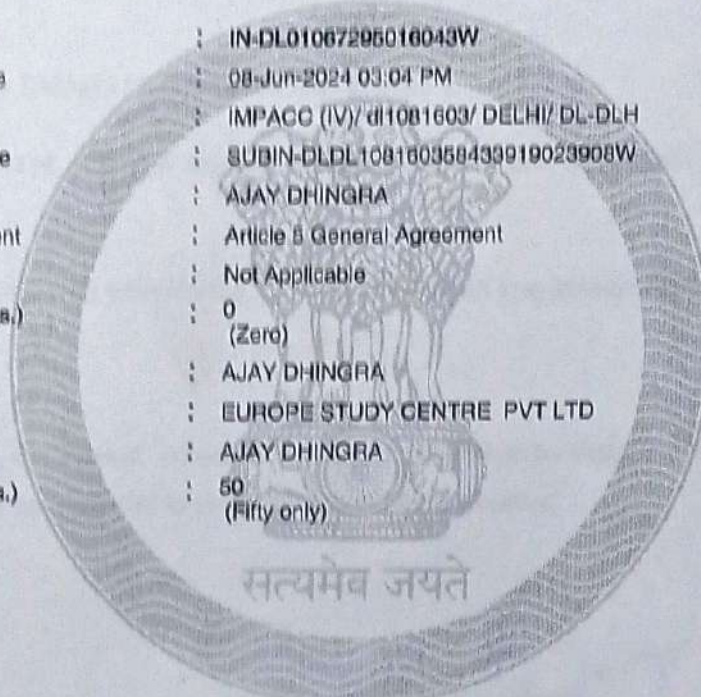 : IN-DL01067295016043W
e : 08-Jun-2024 03:04 PM
: IMPACC (IV)/ dl1081603/ DELHI/ DL-DLH
e : SUBIN-DLDL108160358433919023908W
: AJAY DHINGRA
ent : Article 5 General Agreement
: Not Applicable
s.) : 0
(Zero)
: AJAY DHINGRA
: EUROPE STUDY CENTRE PVT LTD
: AJAY DHINGRA
s.) : 50
(Fifty only)
सत्यमेव जयते